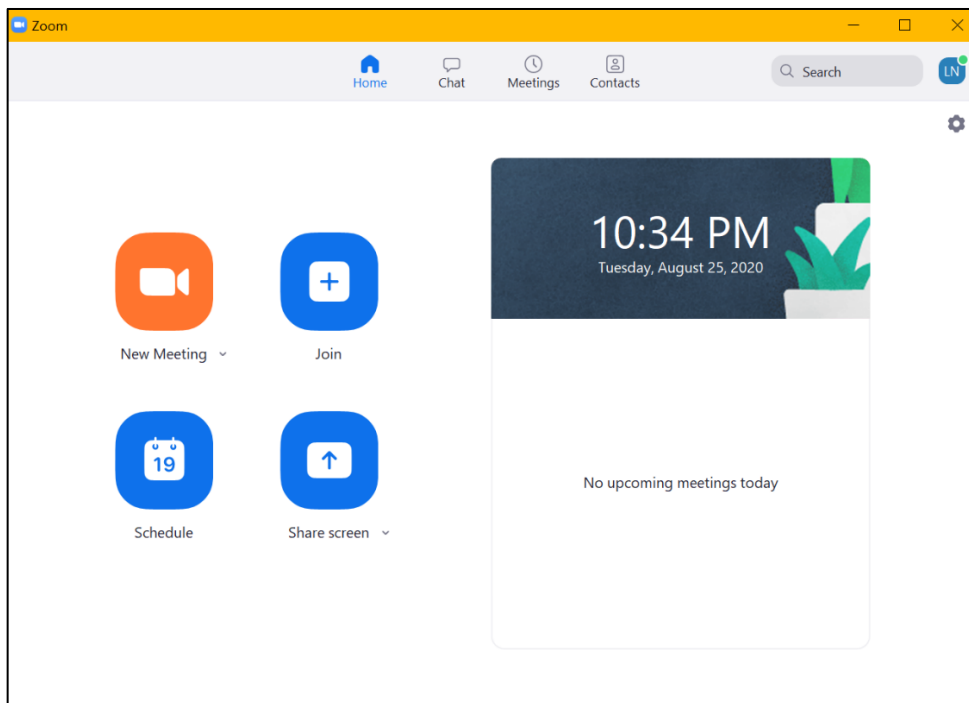 Zoom
Home
Chat
Meetings
Contacts
Search
LN
10:34 PM
Tuesday, August 25, 2020
New Meeting
Join
19
Schedule
Share screen
No upcoming meetings today